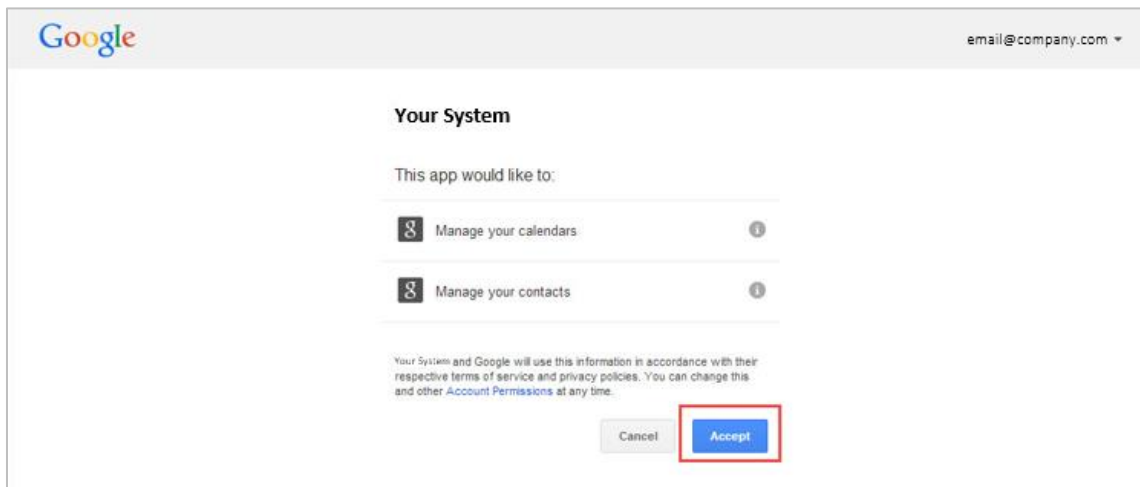 Google
email@company.com
Your System
This app would like to:
Manage your calendars
Manage your contacts
Your System and Google will use this information in accordance with their
respective terms of service and privacy policies. You can change this
and other Account Permissions at any time.
Cancel
Accept